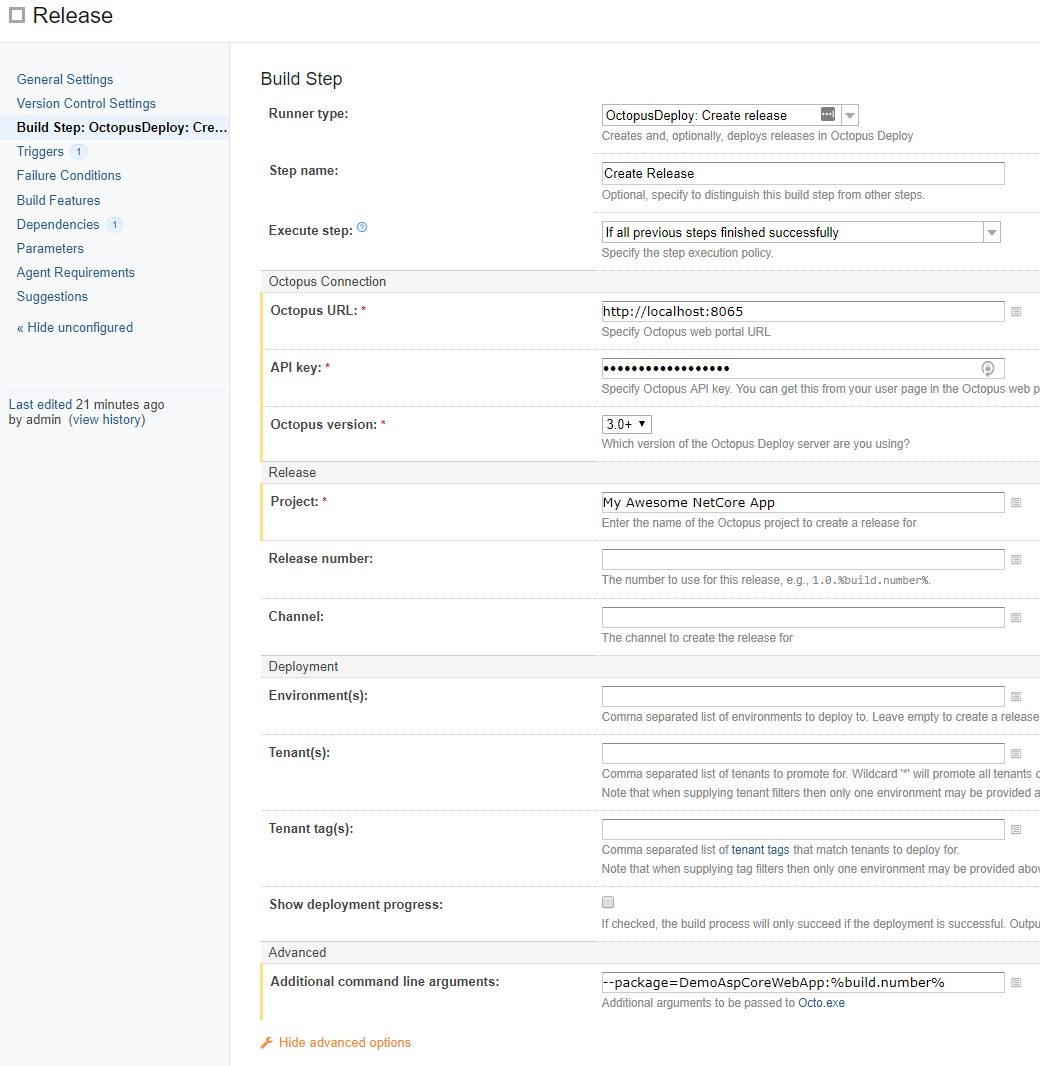 Release
General Settings
Version Control Settings
Build Step: OctopusDeploy: Cre...
Triggers 1
Failure Conditions
Build Features
Dependencies 1
Parameters
Agent Requirements
Suggestions
« Hide unconfigured
Last edited 21 minutes ago
by admin (view history)
Build Step
Runner type:
OctopusDeploy: Create release
Creates and, optionally, deploys releases in Octopus Deploy
Step name:
Create Release
Optional, specify to distinguish this build step from other steps.
Execute step: ?
If all previous steps finished successfully
Specify the step execution policy.
Octopus Connection
Octopus URL: *
http://localhost:8065
Specify Octopus web portal URL
API key: *
••••••••••••••••••
Specify Octopus API key. You can get this from your user page in the Octopus web p
Octopus version: *
3.0+
Which version of the Octopus Deploy server are you using?
Release
Project: *
My Awesome NetCore App
Enter the name of the Octopus project to create a release for
Release number:
The number to use for this release, e.g., 1.0.%build.number%.
Channel:
The channel to create the release for
Deployment
Environment(s):
Comma separated list of environments to deploy to. Leave empty to create a release
Tenant(s):
Comma separated list of tenants to promote for. Wildcard '*' will promote all tenants
Note that when supplying tenant filters then only one environment may be provided a
Tenant tag(s):
Comma separated list of tenant tags that match tenants to deploy for.
Note that when supplying tag filters then only one environment may be provided abov
Show deployment progress:
If checked, the build process will only succeed if the deployment is successful. Outpu
Advanced
Additional command line arguments:
--package=DemoAspCoreWebApp:%build.number%
Additional arguments to be passed to Octo.exe
Hide advanced options